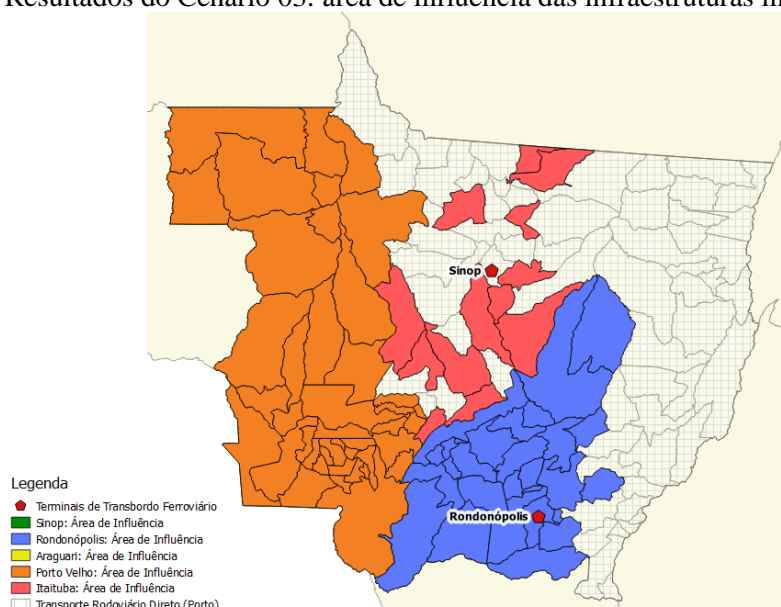 Resultados do Cenário 03: área de influência das infraestruturas
Sinop
Rondonópolis
Legenda
Terminais de Transbordo Ferroviário
Sinop: Área de Influência
Rondonópolis: Área de Influência
Araguari: Área de Influência
Porto Velho: Área de Influência
Itaituba: Área de Influência
Transporte Rodoviário Direto (Porto)